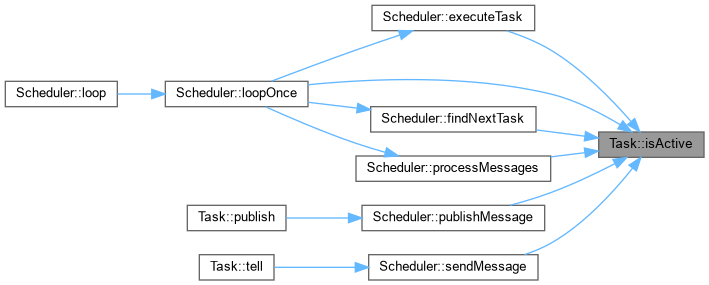 Scheduler::executeTask
Scheduler::loop
Scheduler::loopOnce
Scheduler::findNextTask
Task::isActive
Scheduler::processMessages
Task::publish
Scheduler::publishMessage
Task::tell
Scheduler::sendMessage